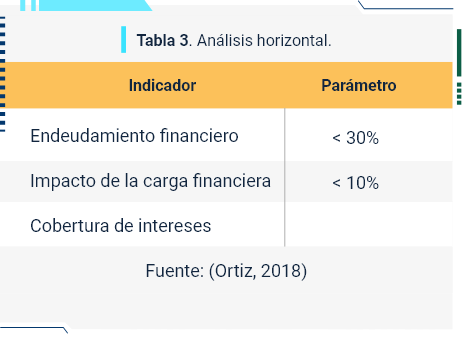 Tabla 3. Análisis horizontal.
Indicador Parámetro
Endeudamiento financiero < 30%
Impacto de la carga financiera < 10%
Cobertura de intereses
Fuente: (Ortiz, 2018)